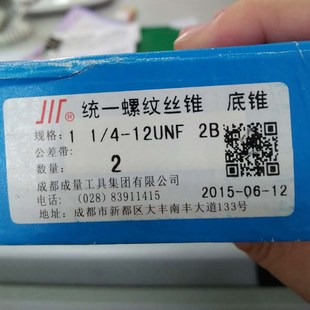 ® 统一螺纹丝锥 底锥
规格: 1 1/4-12UNF 2B
公差带:
数量: 2
成都成量工具集团有限公司
电话: (028) 83911415
2015-06-12
地址: 成都市新都区大丰南丰大道133号